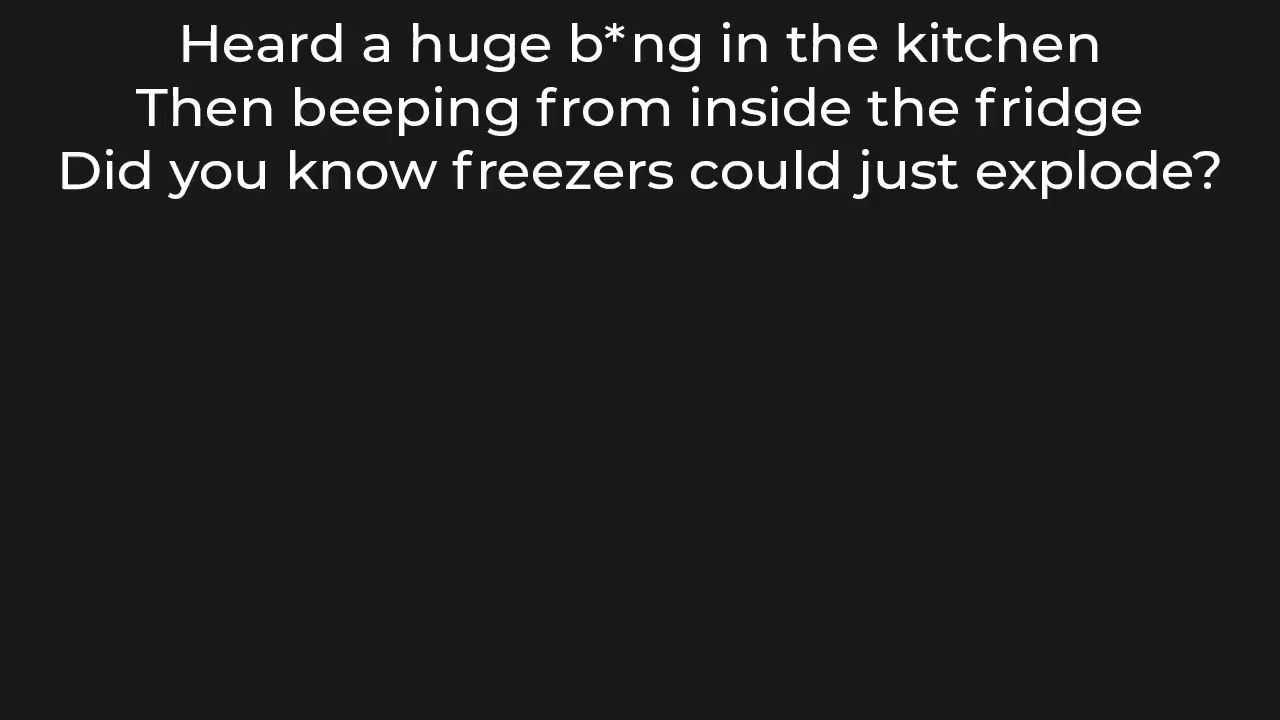 Heard a huge b*ng in the kitchen
Then beeping from inside the fridge
Did you know freezers could just explode?